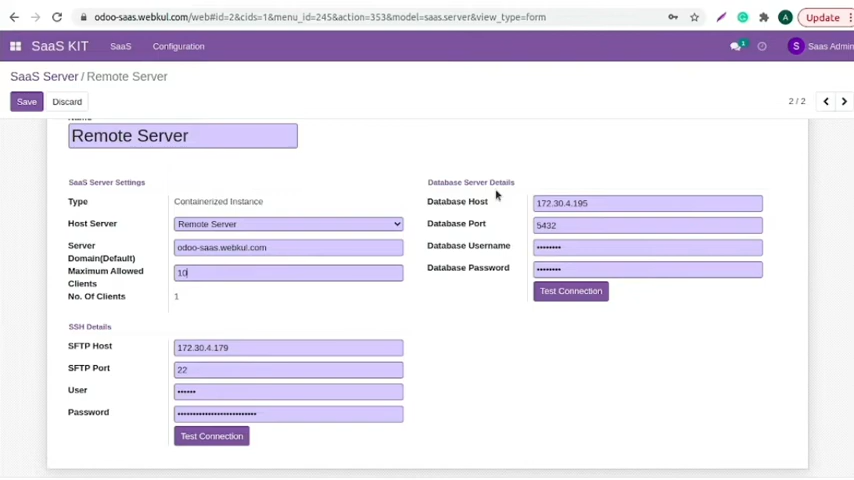 odoo-saas.webkul.com/web#id=2&cids=1&menu_id=245&action=353&model=saas.server&view_type=form
A
Update
SaaS KIT
SaaS
Configuration
1
S
Saas Admin
SaaS Server / Remote Server
Save
Discard
2 / 2
Remote Server
SaaS Server Settings
Type
Containerized Instance
Host Server
Remote Server
Server
Domain(Default)
odoo-saas.webkul.com
Maximum Allowed
Clients
10
No. Of Clients
1
Database Server Details
Database Host
172.30.4.195
Database Port
5432
Database Username
••••••••
Database Password
••••••••
Test Connection
SSH Details
SFTP Host
172.30.4.179
SFTP Port
22
User
••••••
Password
•••••••••••••••••••••••••
Test Connection